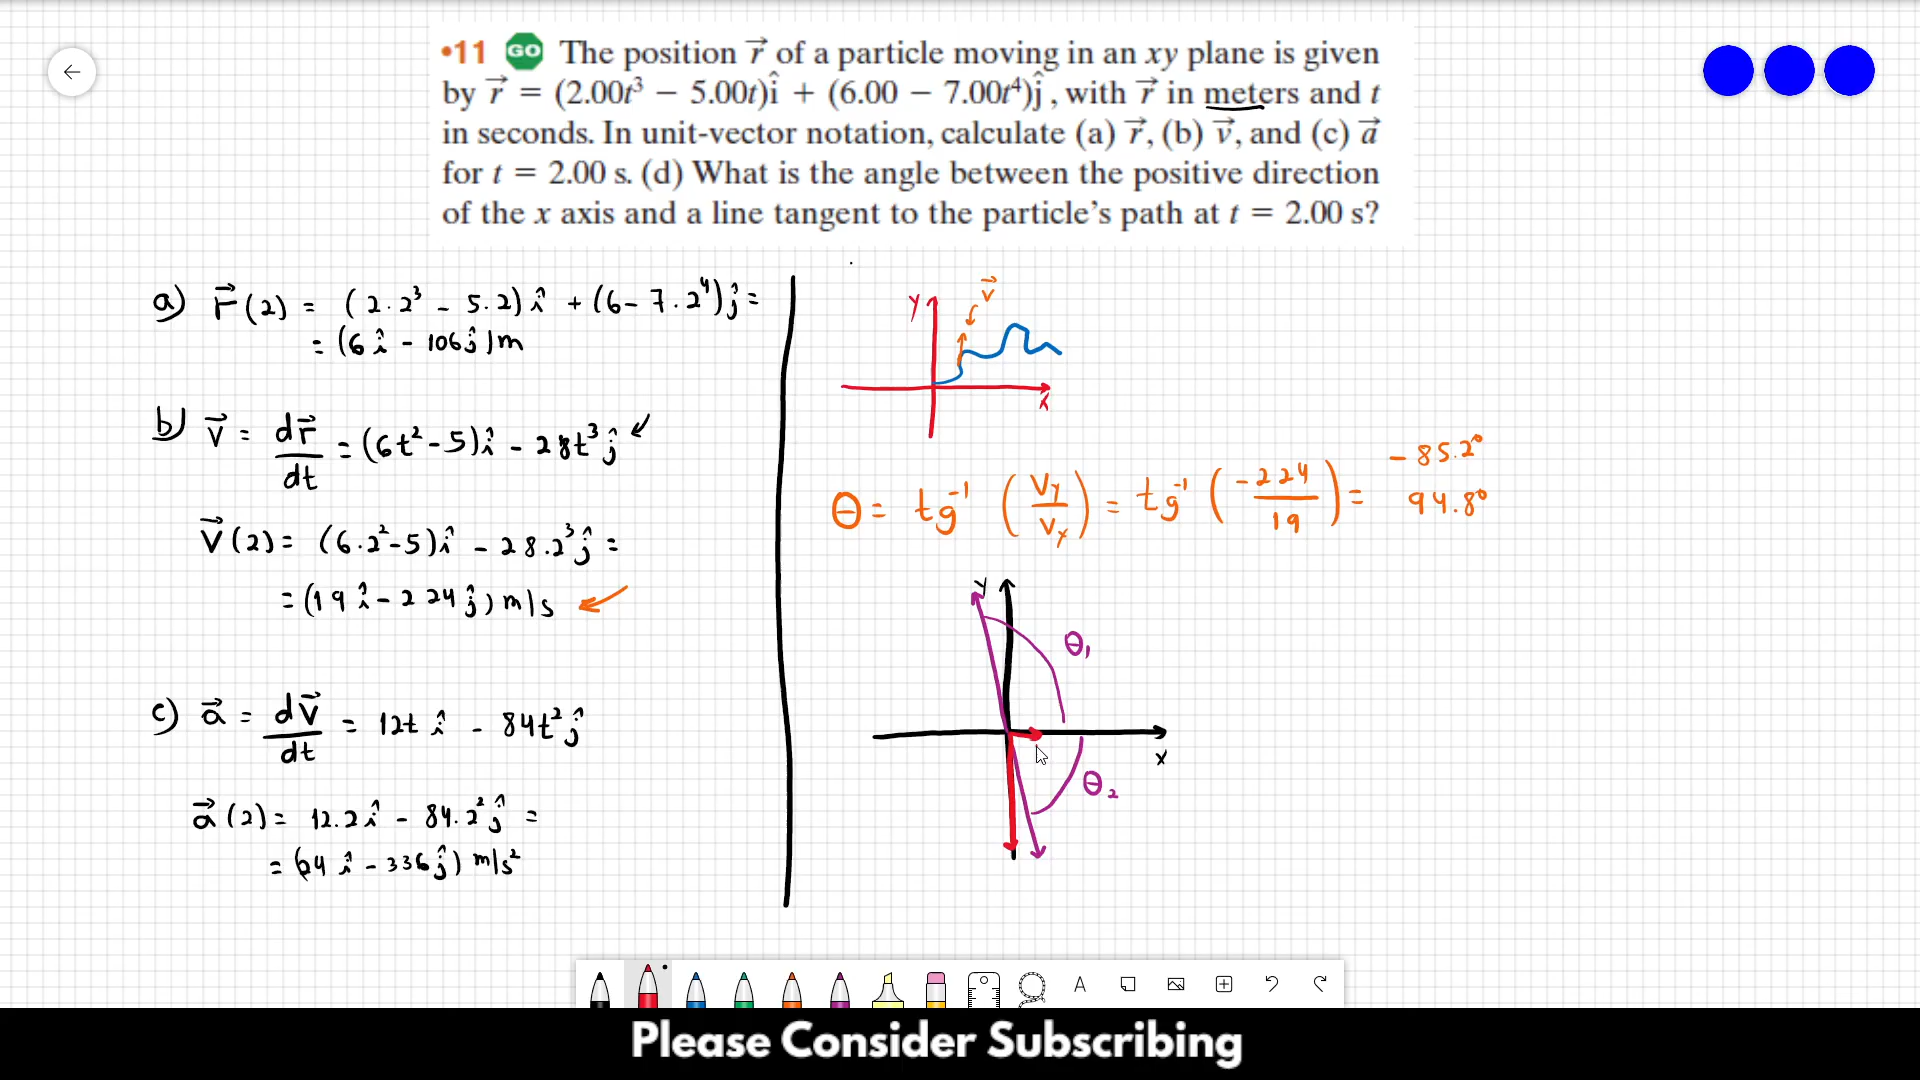 •11 GO The position r⃗ of a particle moving in an xy plane is given
by r⃗ = (2.00t³ − 5.00t)î + (6.00 − 7.00t⁴)ĵ, with r⃗ in meters and t
in seconds. In unit-vector notation, calculate (a) r⃗, (b) v⃗, and (c) a⃗
for t = 2.00 s. (d) What is the angle between the positive direction
of the x axis and a line tangent to the particle's path at t = 2.00 s?
a) r⃗(2) = (2.2³ - 5.2)î + (6-7.2⁴)ĵ =
= (6î - 106ĵ)m
b) v⃗ = dr⃗/dt = (6t²-5)î - 28t³ĵ
v⃗(2) = (6.2²-5)î - 28.2³ĵ =
= (19î - 224ĵ) m/s
c) a⃗ = dv⃗/dt = 12t î - 84t²ĵ
a⃗(2) = 12.2î - 84.2²ĵ =
= (24î - 336ĵ) m/s²
y
v⃗
x
θ = tg⁻¹ (Vy/Vx) = tg⁻¹ (-224/19) = -85.2°
94.8°
y
θ₁
x
θ₂
A
Please Consider Subscribing